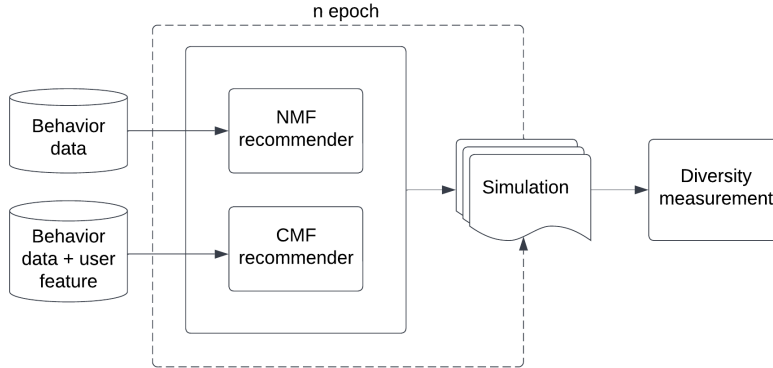 n epoch
Behavior
data
NMF
recommender
Behavior
data + user
feature
CMF
recommender
Simulation
Diversity
measurement